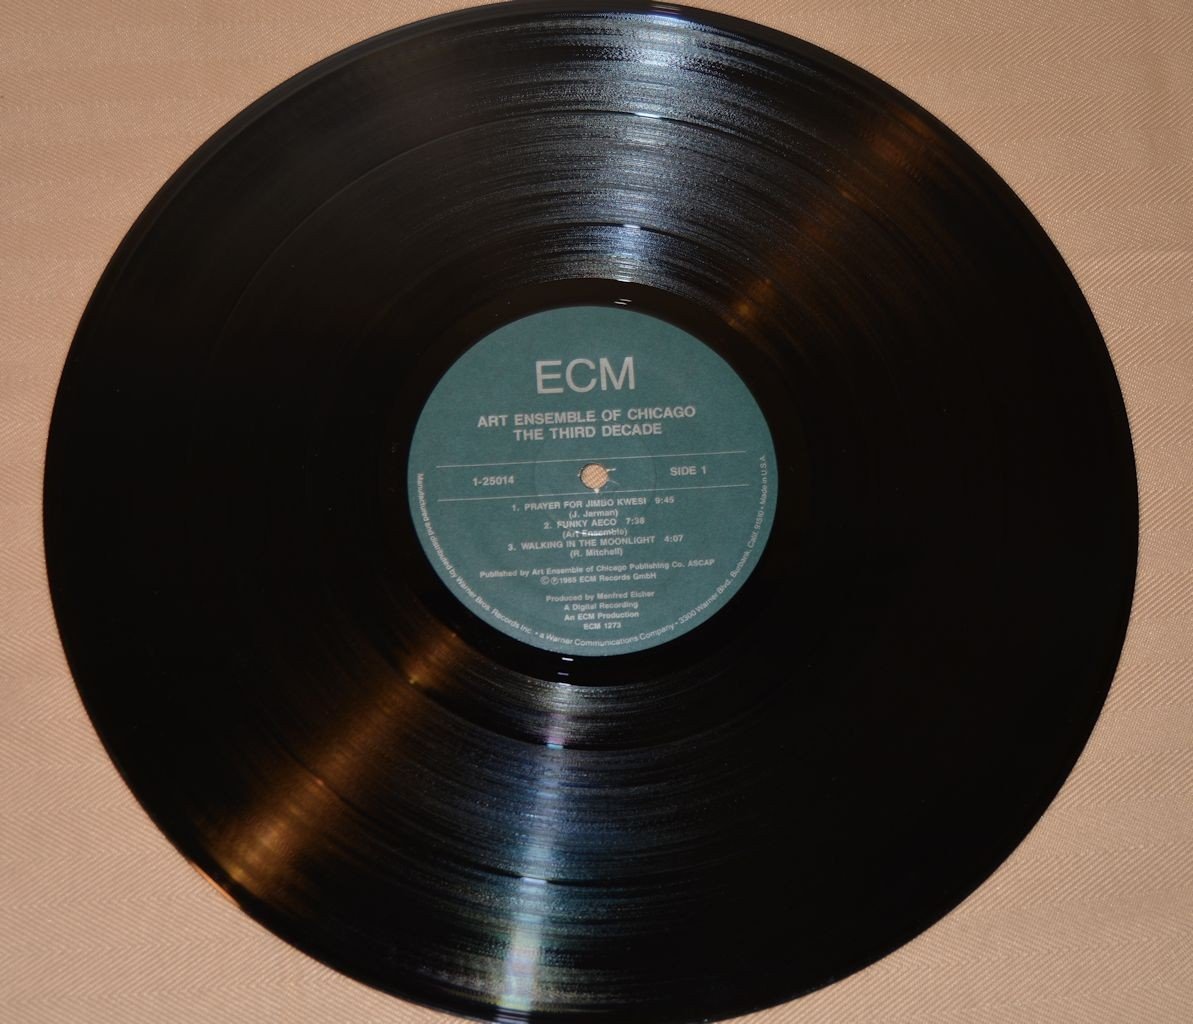 ECM
ART ENSEMBLE OF CHICAGO
THE THIRD DECADE
1-25014
SIDE 1
1. PRAYER FOR JIMBO KWESI 9:45
(J. Jarman)
2. FUNKY AECO 7:38
(Art Ensemble)
3. WALKING IN THE MOONLIGHT 4:07
(R. Mitchell)
Published by Art Ensemble of Chicago Publishing Co. ASCAP
©℗1985 ECM Records GmbH
Produced by Manfred Eicher
A Digital Recording
An ECM Production
ECM 1273
Manufactured and distributed by Warner Bros. Records Inc. • a Warner Communications Company • 3300 Warner Blvd., Burbank, Calif. 91510 • Made in U.S.A.